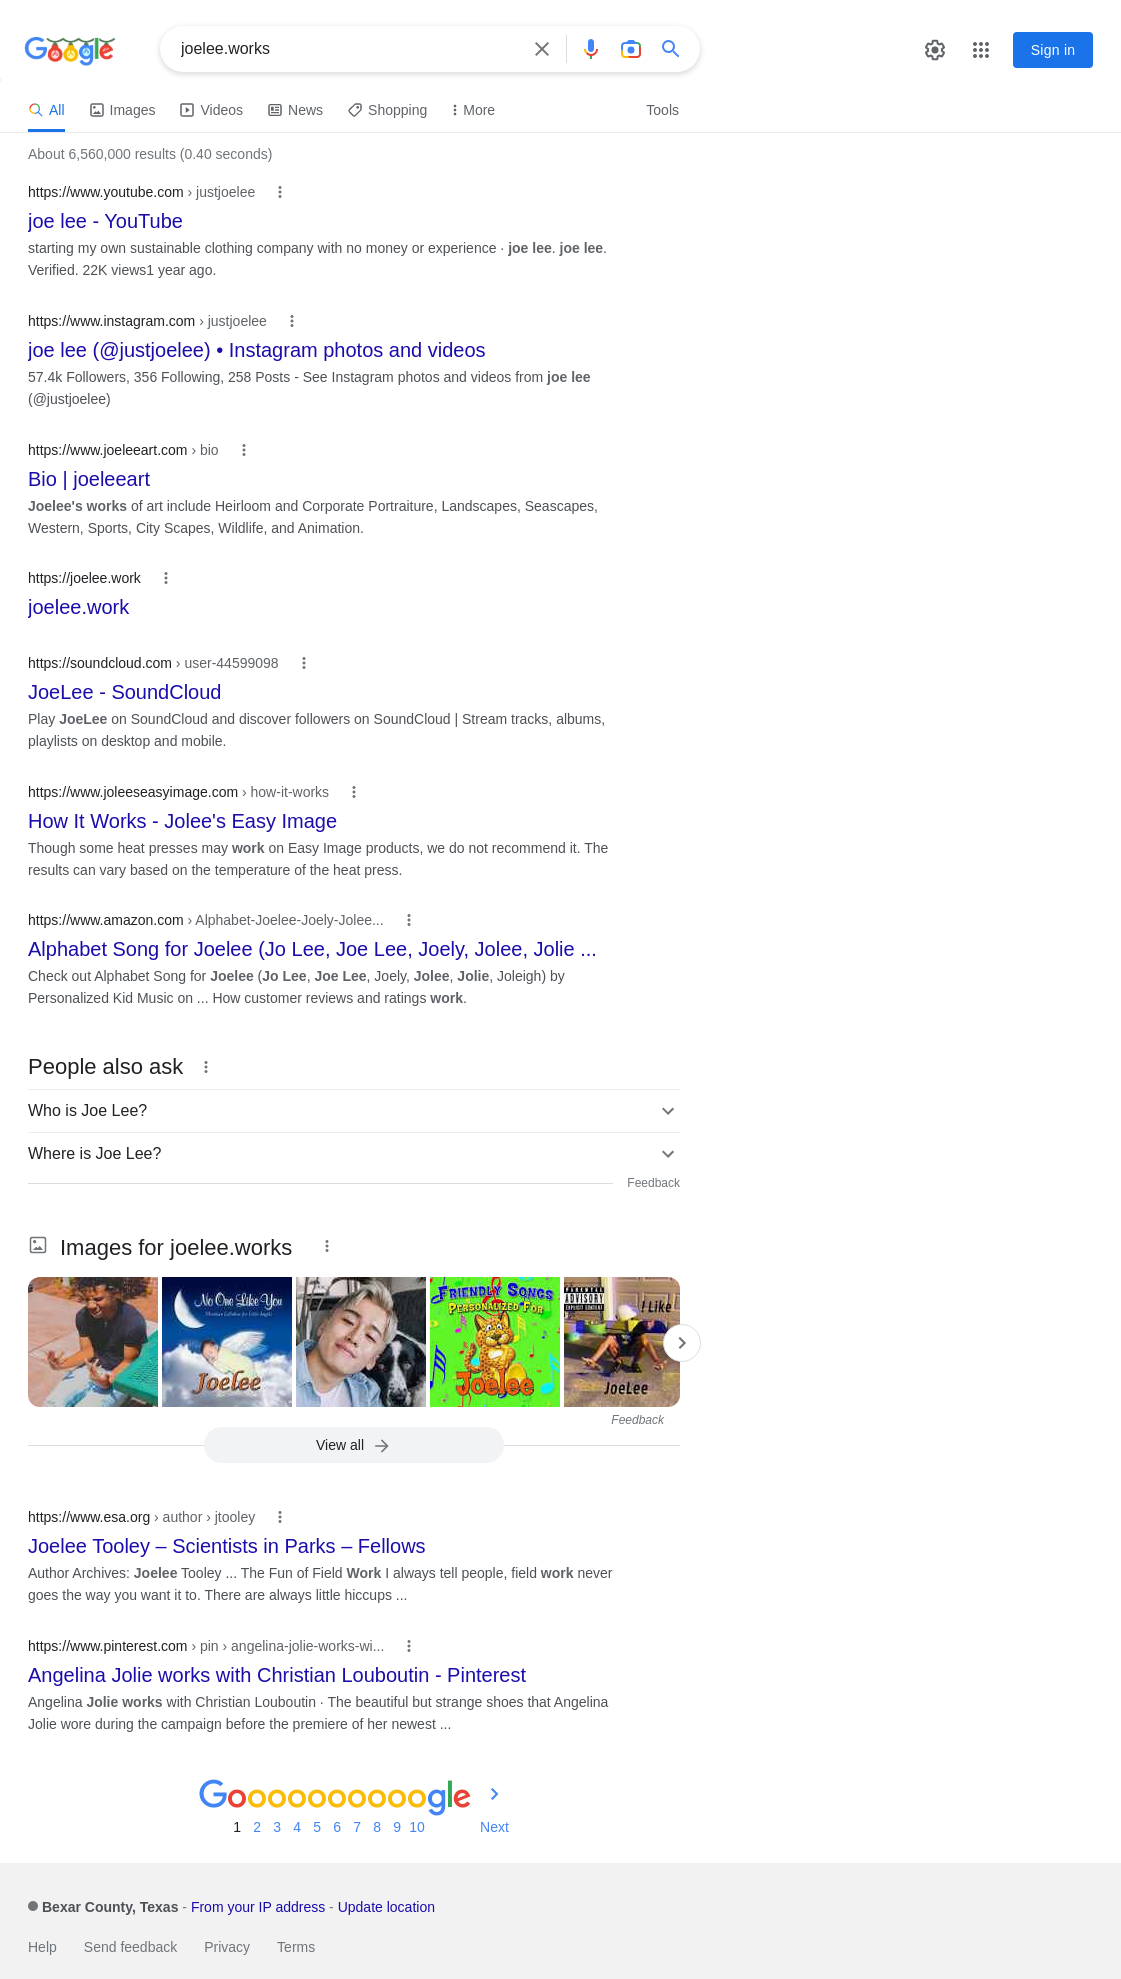 Google
joelee.works
Sign in
All Images Videos News Shopping More Tools
About 6,560,000 results (0.40 seconds)
https://www.youtube.com › justjoelee
joe lee - YouTube
starting my own sustainable clothing company with no money or experience · joe lee. joe lee.
Verified. 22K views1 year ago.
https://www.instagram.com › justjoelee
joe lee (@justjoelee) • Instagram photos and videos
57.4k Followers, 356 Following, 258 Posts - See Instagram photos and videos from joe lee
(@justjoelee)
https://www.joeleeart.com › bio
Bio | joeleeart
Joelee's works of art include Heirloom and Corporate Portraiture, Landscapes, Seascapes,
Western, Sports, City Scapes, Wildlife, and Animation.
https://joelee.work
joelee.work
https://soundcloud.com › user-44599098
JoeLee - SoundCloud
Play JoeLee on SoundCloud and discover followers on SoundCloud | Stream tracks, albums,
playlists on desktop and mobile.
https://www.joleeseasyimage.com › how-it-works
How It Works - Jolee's Easy Image
Though some heat presses may work on Easy Image products, we do not recommend it. The
results can vary based on the temperature of the heat press.
https://www.amazon.com › Alphabet-Joelee-Joely-Jolee...
Alphabet Song for Joelee (Jo Lee, Joe Lee, Joely, Jolee, Jolie ...
Check out Alphabet Song for Joelee (Jo Lee, Joe Lee, Joely, Jolee, Jolie, Joleigh) by
Personalized Kid Music on ... How customer reviews and ratings work.
People also ask
Who is Joe Lee?
Where is Joe Lee?
Feedback
Images for joelee.works
No One Like You
Joelee
FRIENDLY SONGS
PERSONALIZED FOR
Joelee
PARENTAL
ADVISORY
EXPLICIT CONTENT
I Like
JoeLee
Feedback
View all
https://www.esa.org › author › jtooley
Joelee Tooley – Scientists in Parks – Fellows
Author Archives: Joelee Tooley ... The Fun of Field Work I always tell people, field work never
goes the way you want it to. There are always little hiccups ...
https://www.pinterest.com › pin › angelina-jolie-works-wi...
Angelina Jolie works with Christian Louboutin - Pinterest
Angelina Jolie works with Christian Louboutin · The beautiful but strange shoes that Angelina
Jolie wore during the campaign before the premiere of her newest ...
Goooooooooogle
1 2 3 4 5 6 7 8 9 10 Next
Bexar County, Texas - From your IP address - Update location
Help Send feedback Privacy Terms